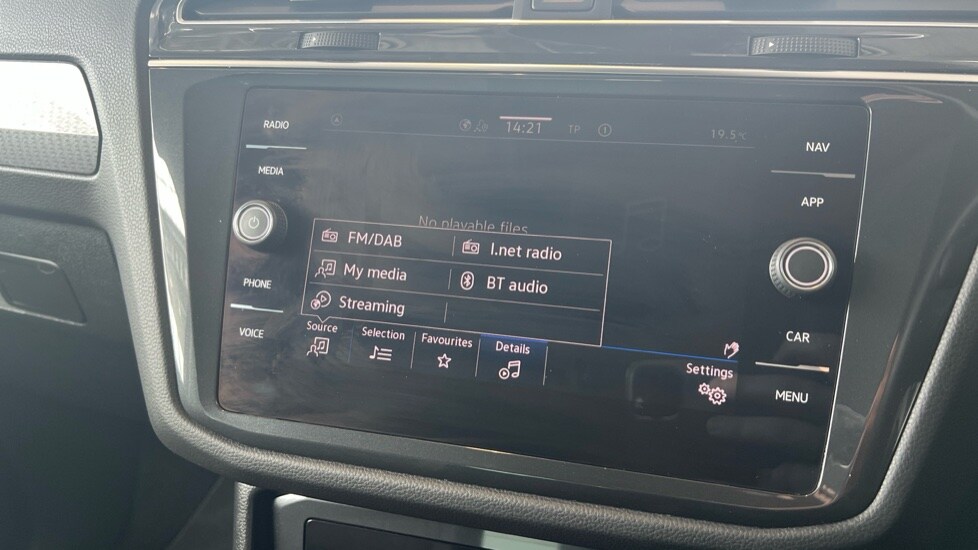 RADIO
MEDIA
PHONE
VOICE
14:21 TP
19.5°C
No playable files
FM/DAB I.net radio
My media BT audio
Streaming
Source Selection Favourites Details
Settings
NAV
APP
CAR
MENU